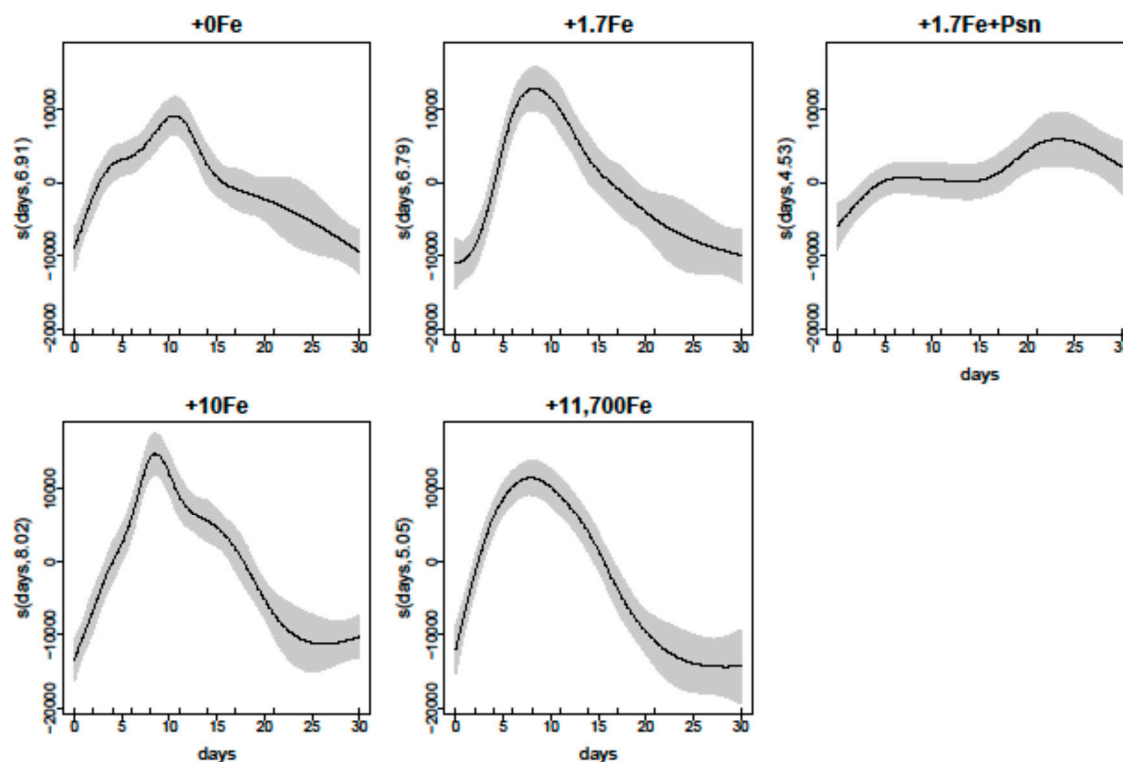 +0Fe
s(days,6.91)
10000
0
-10000
-20000
0 5 10 15 20 25 30
+1.7Fe
s(days,6.79)
10000
0
-10000
-20000
0 5 10 15 20 25 30
+1.7Fe+Psn
s(days,4.53)
10000
0
-10000
-20000
0 5 10 15 20 25 30
days
+10Fe
s(days,8.02)
10000
0
-10000
-20000
0 5 10 15 20 25 30
days
+11,700Fe
s(days,5.05)
10000
0
-10000
-20000
0 5 10 15 20 25 30
days